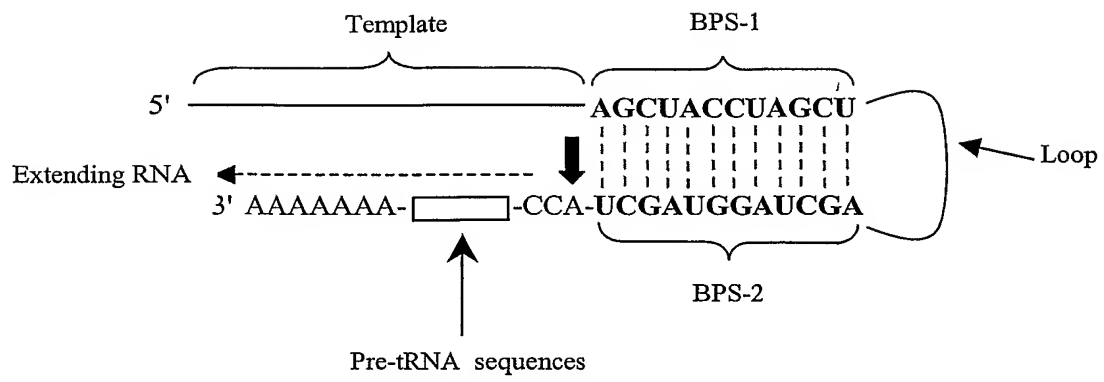 Template BPS-1
5' AGCUACCUAGCU
Loop
Extending RNA
3' AAAAAAA- -CCA-UCGAUGGAUCGA
BPS-2
Pre-tRNA sequences